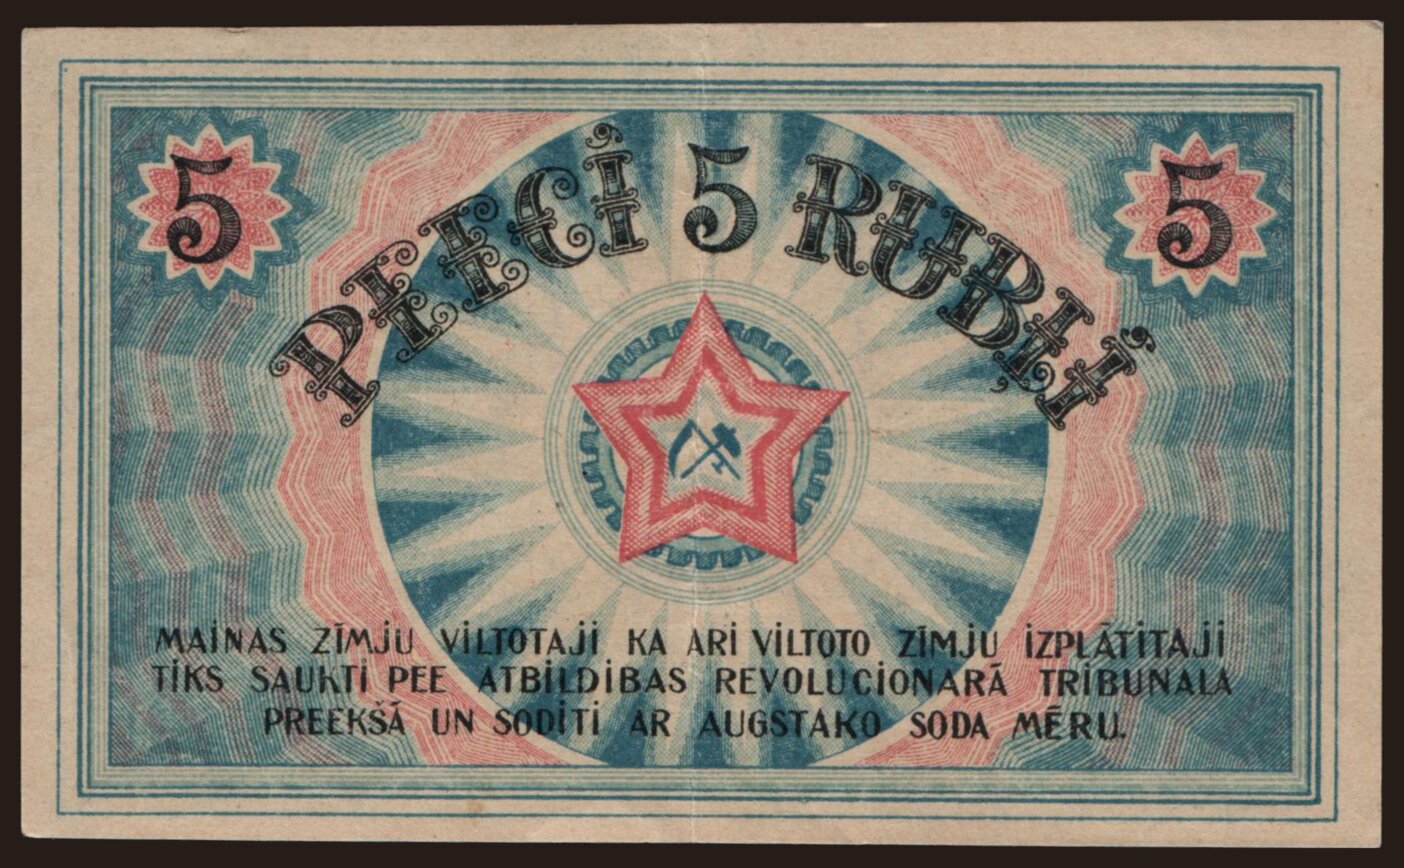 5 PEECI 5 RUBĻI 5
MAINAS ZĪMJU VILTOTAJI KA ARI VILTOTO ZĪMJU IZPLĀTITAJI
TIKS SAUKTI PEE ATBILDIBAS REVOLUCIONARĀ TRIBUNALA
PREEKŠĀ UN SODITI AR AUGSTAKO SODA MĒRU.